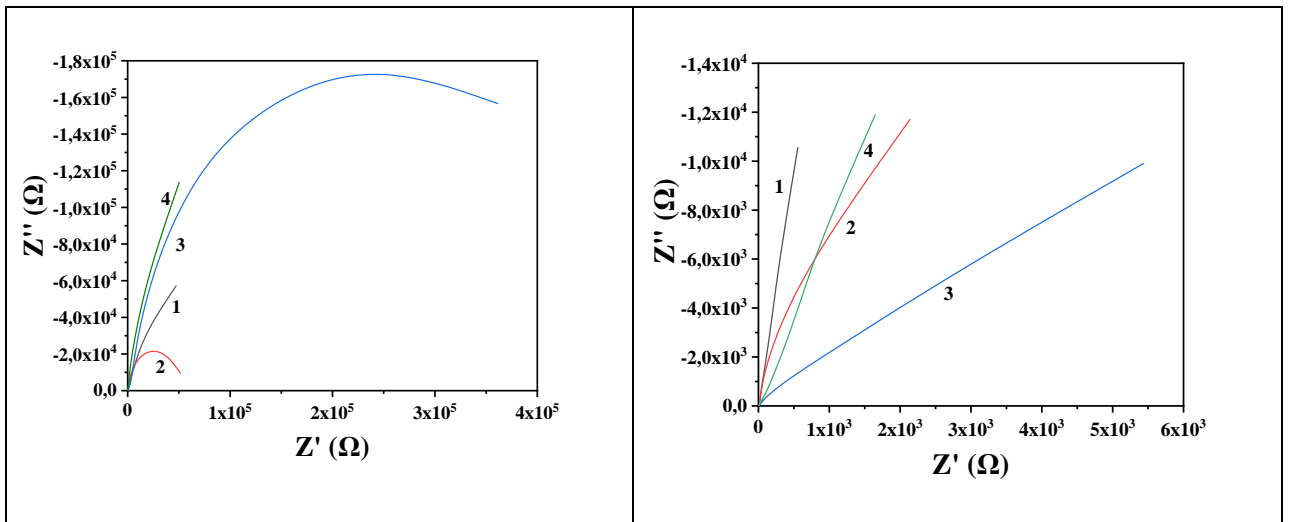 -1,8x10⁵
-1,6x10⁵
-1,4x10⁵
-1,2x10⁵
-1,0x10⁵
-8,0x10⁴
-6,0x10⁴
-4,0x10⁴
-2,0x10⁴
0,0
Z'' (Ω)
4
3
1
2
0
1x10⁵
2x10⁵
3x10⁵
4x10⁵
Z' (Ω)
-1,4x10⁴
-1,2x10⁴
-1,0x10⁴
-8,0x10³
-6,0x10³
-4,0x10³
-2,0x10³
0,0
Z'' (Ω)
1
4
2
3
0
1x10³
2x10³
3x10³
4x10³
5x10³
6x10³
Z' (Ω)